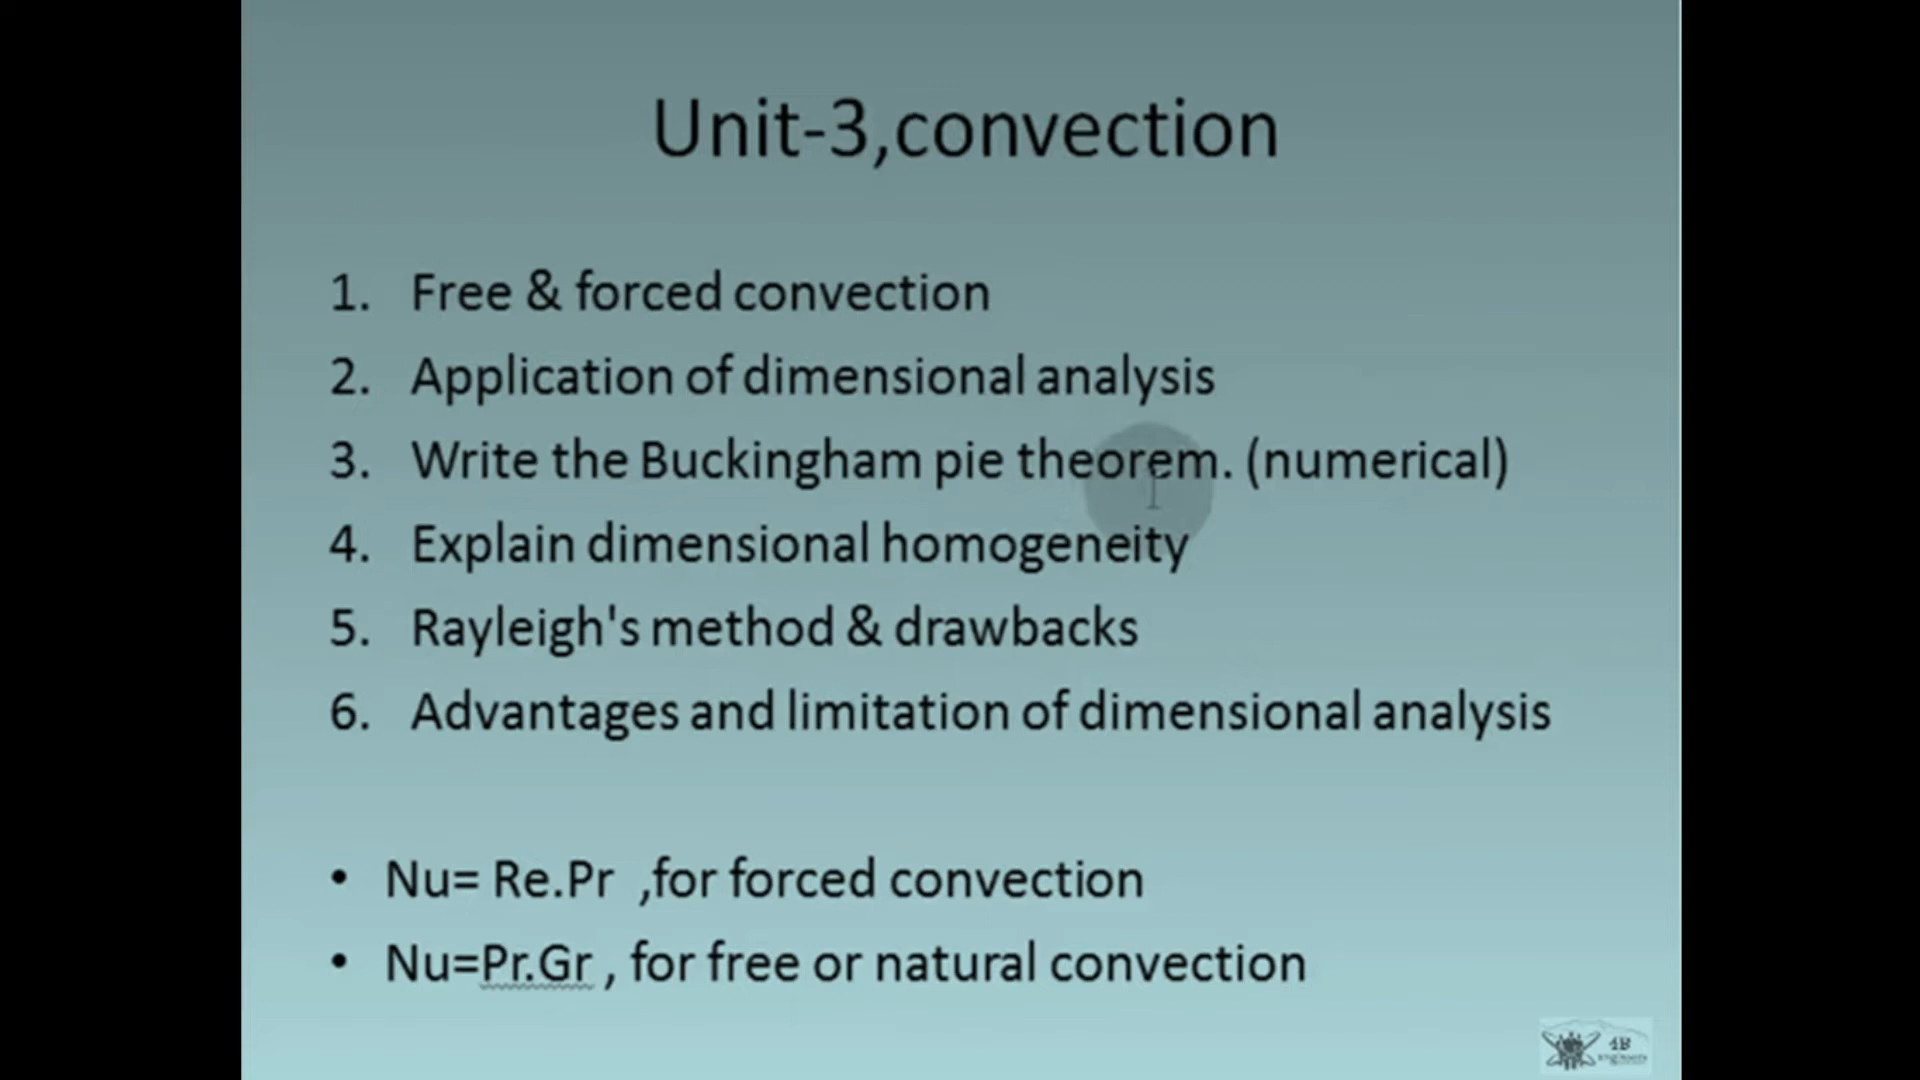 Unit-3,convection
1. Free & forced convection
2. Application of dimensional analysis
3. Write the Buckingham pie theorem. (numerical)
4. Explain dimensional homogeneity
5. Rayleigh's method & drawbacks
6. Advantages and limitation of dimensional analysis
• Nu= Re.Pr ,for forced convection
• Nu=Pr.Gr , for free or natural convection